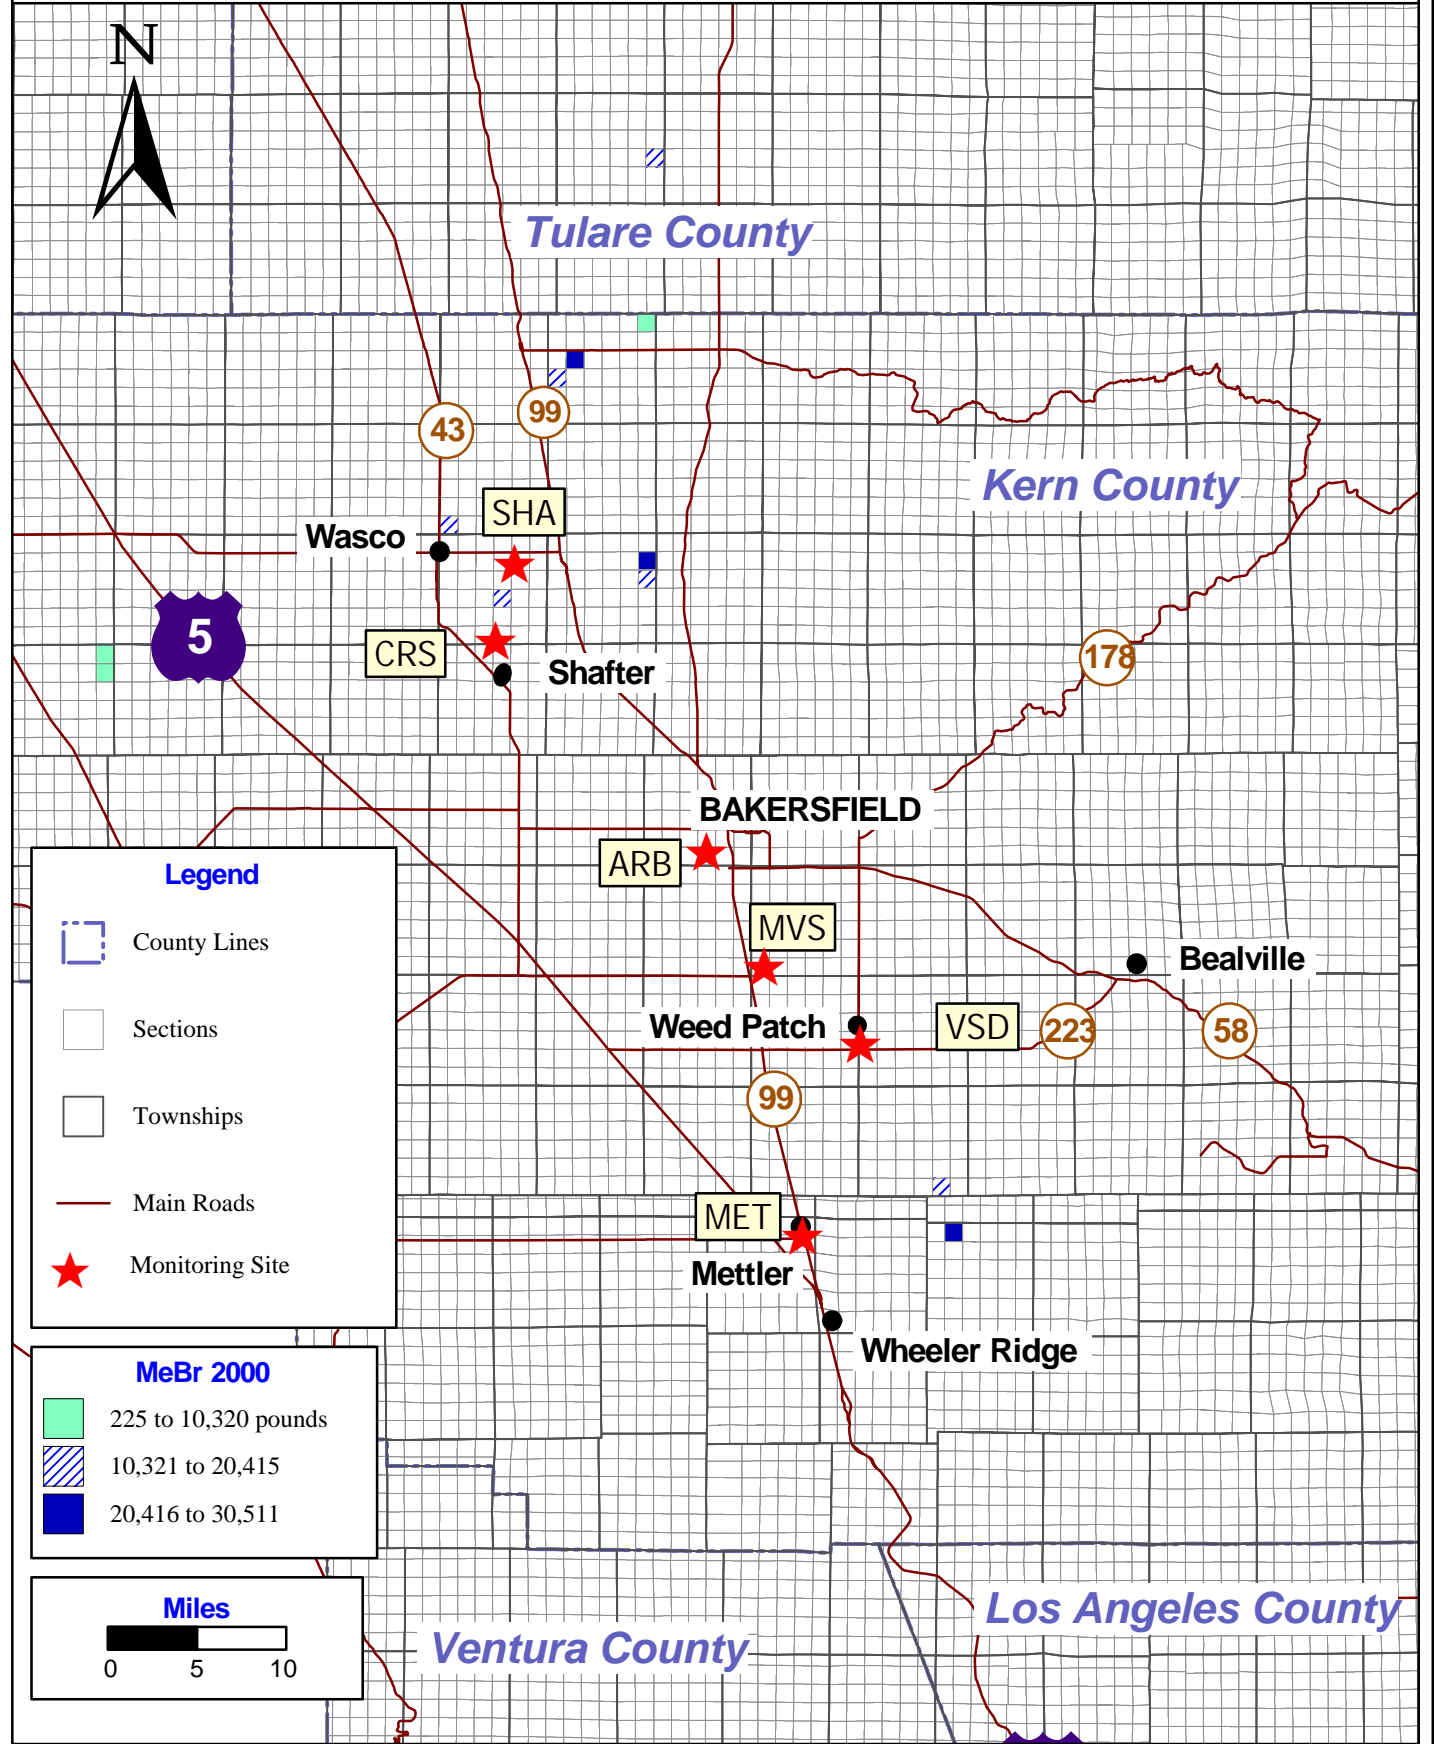 N
Tulare County
99
43
Kern County
SHA
Wasco
5
CRS
Shafter
178
BAKERSFIELD
ARB
MVS
Bealville
Weed Patch
VSD
223
58
99
MET
Mettler
Wheeler Ridge
Legend
County Lines
Sections
Townships
Main Roads
Monitoring Site
MeBr 2000
225 to 10,320 pounds
10,321 to 20,415
20,416 to 30,511
Miles
0 5 10
Ventura County
Los Angeles County